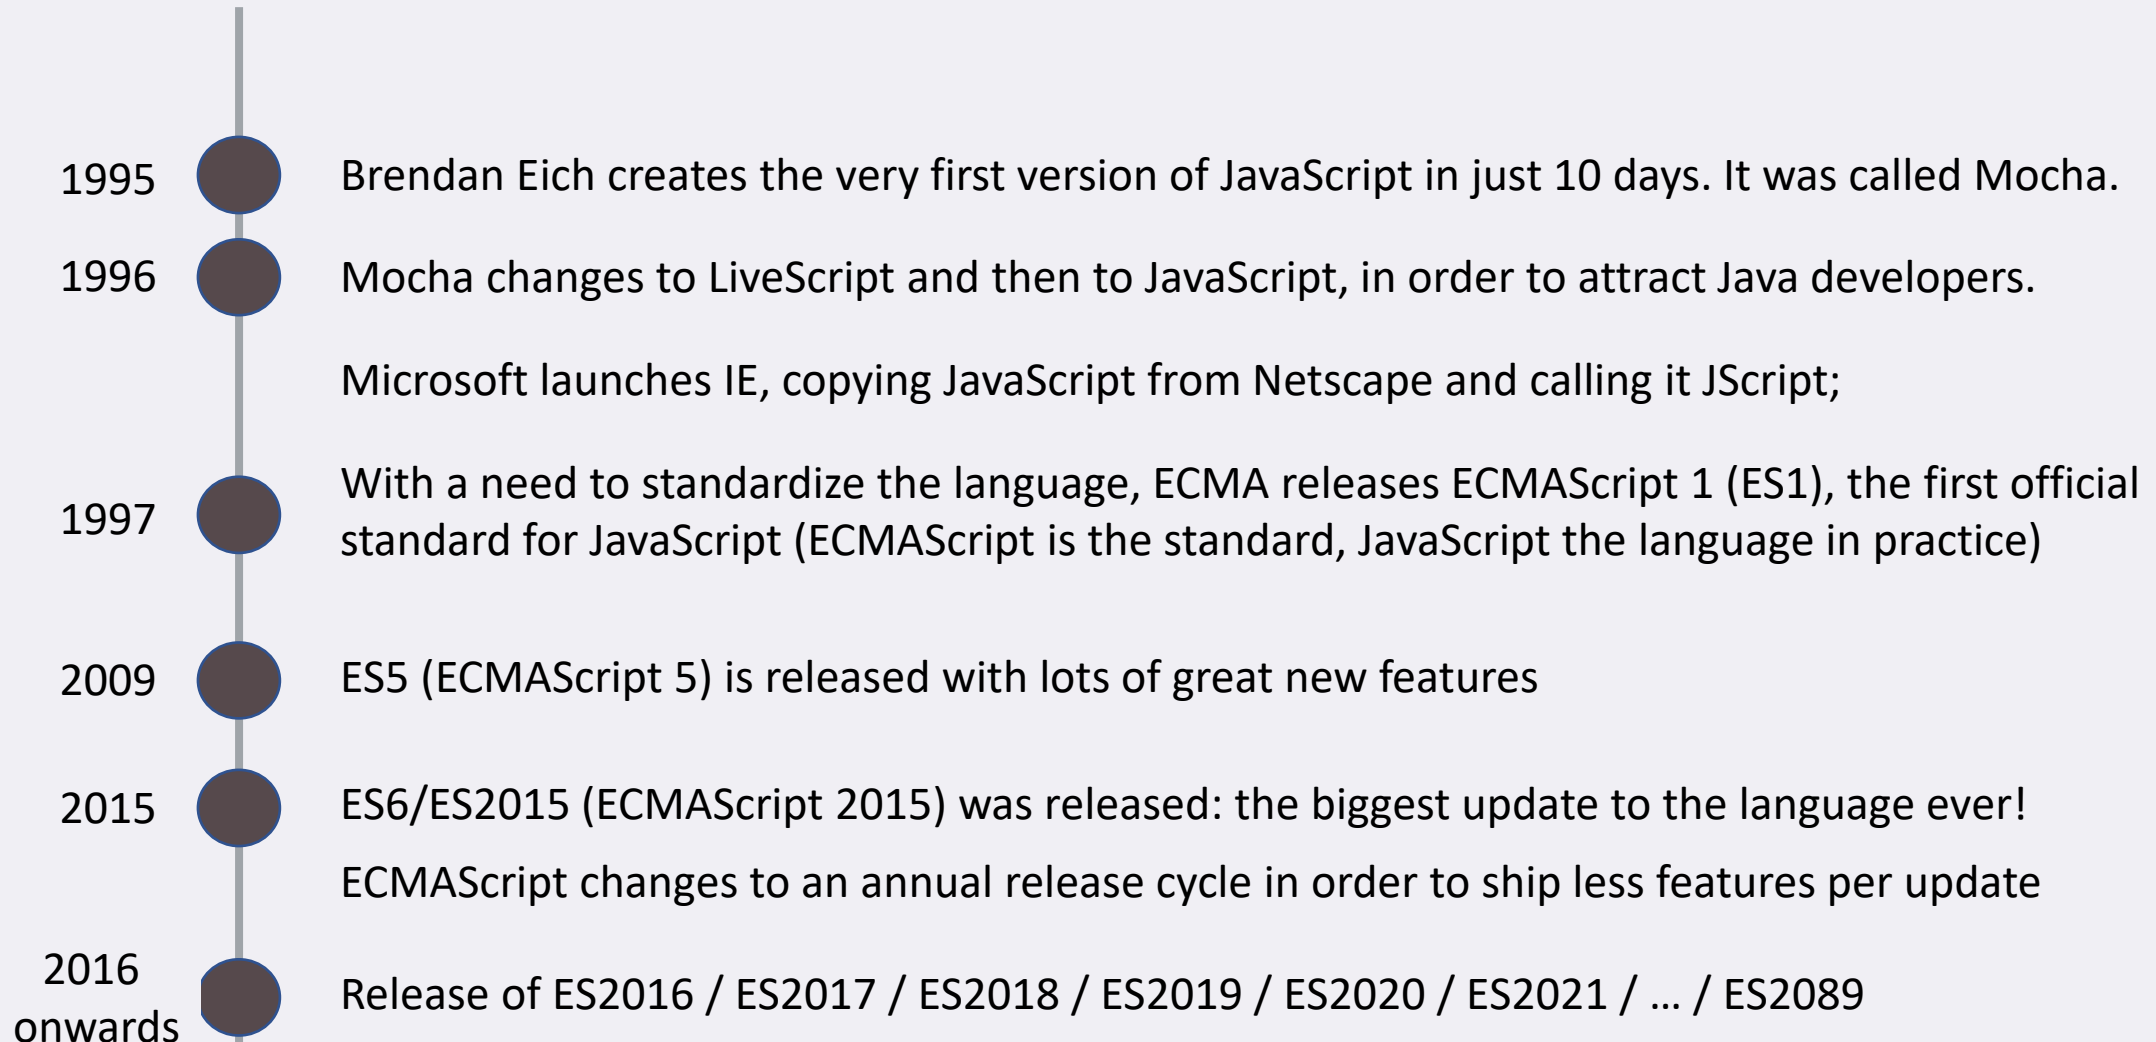 1995
Brendan Eich creates the very first version of JavaScript in just 10 days. It was called Mocha.
1996
Mocha changes to LiveScript and then to JavaScript, in order to attract Java developers.
Microsoft launches IE, copying JavaScript from Netscape and calling it JScript;
1997
With a need to standardize the language, ECMA releases ECMAScript 1 (ES1), the first official
standard for JavaScript (ECMAScript is the standard, JavaScript the language in practice)
2009
ES5 (ECMAScript 5) is released with lots of great new features
2015
ES6/ES2015 (ECMAScript 2015) was released: the biggest update to the language ever!
ECMAScript changes to an annual release cycle in order to ship less features per update
2016
onwards
Release of ES2016 / ES2017 / ES2018 / ES2019 / ES2020 / ES2021 / … / ES2089